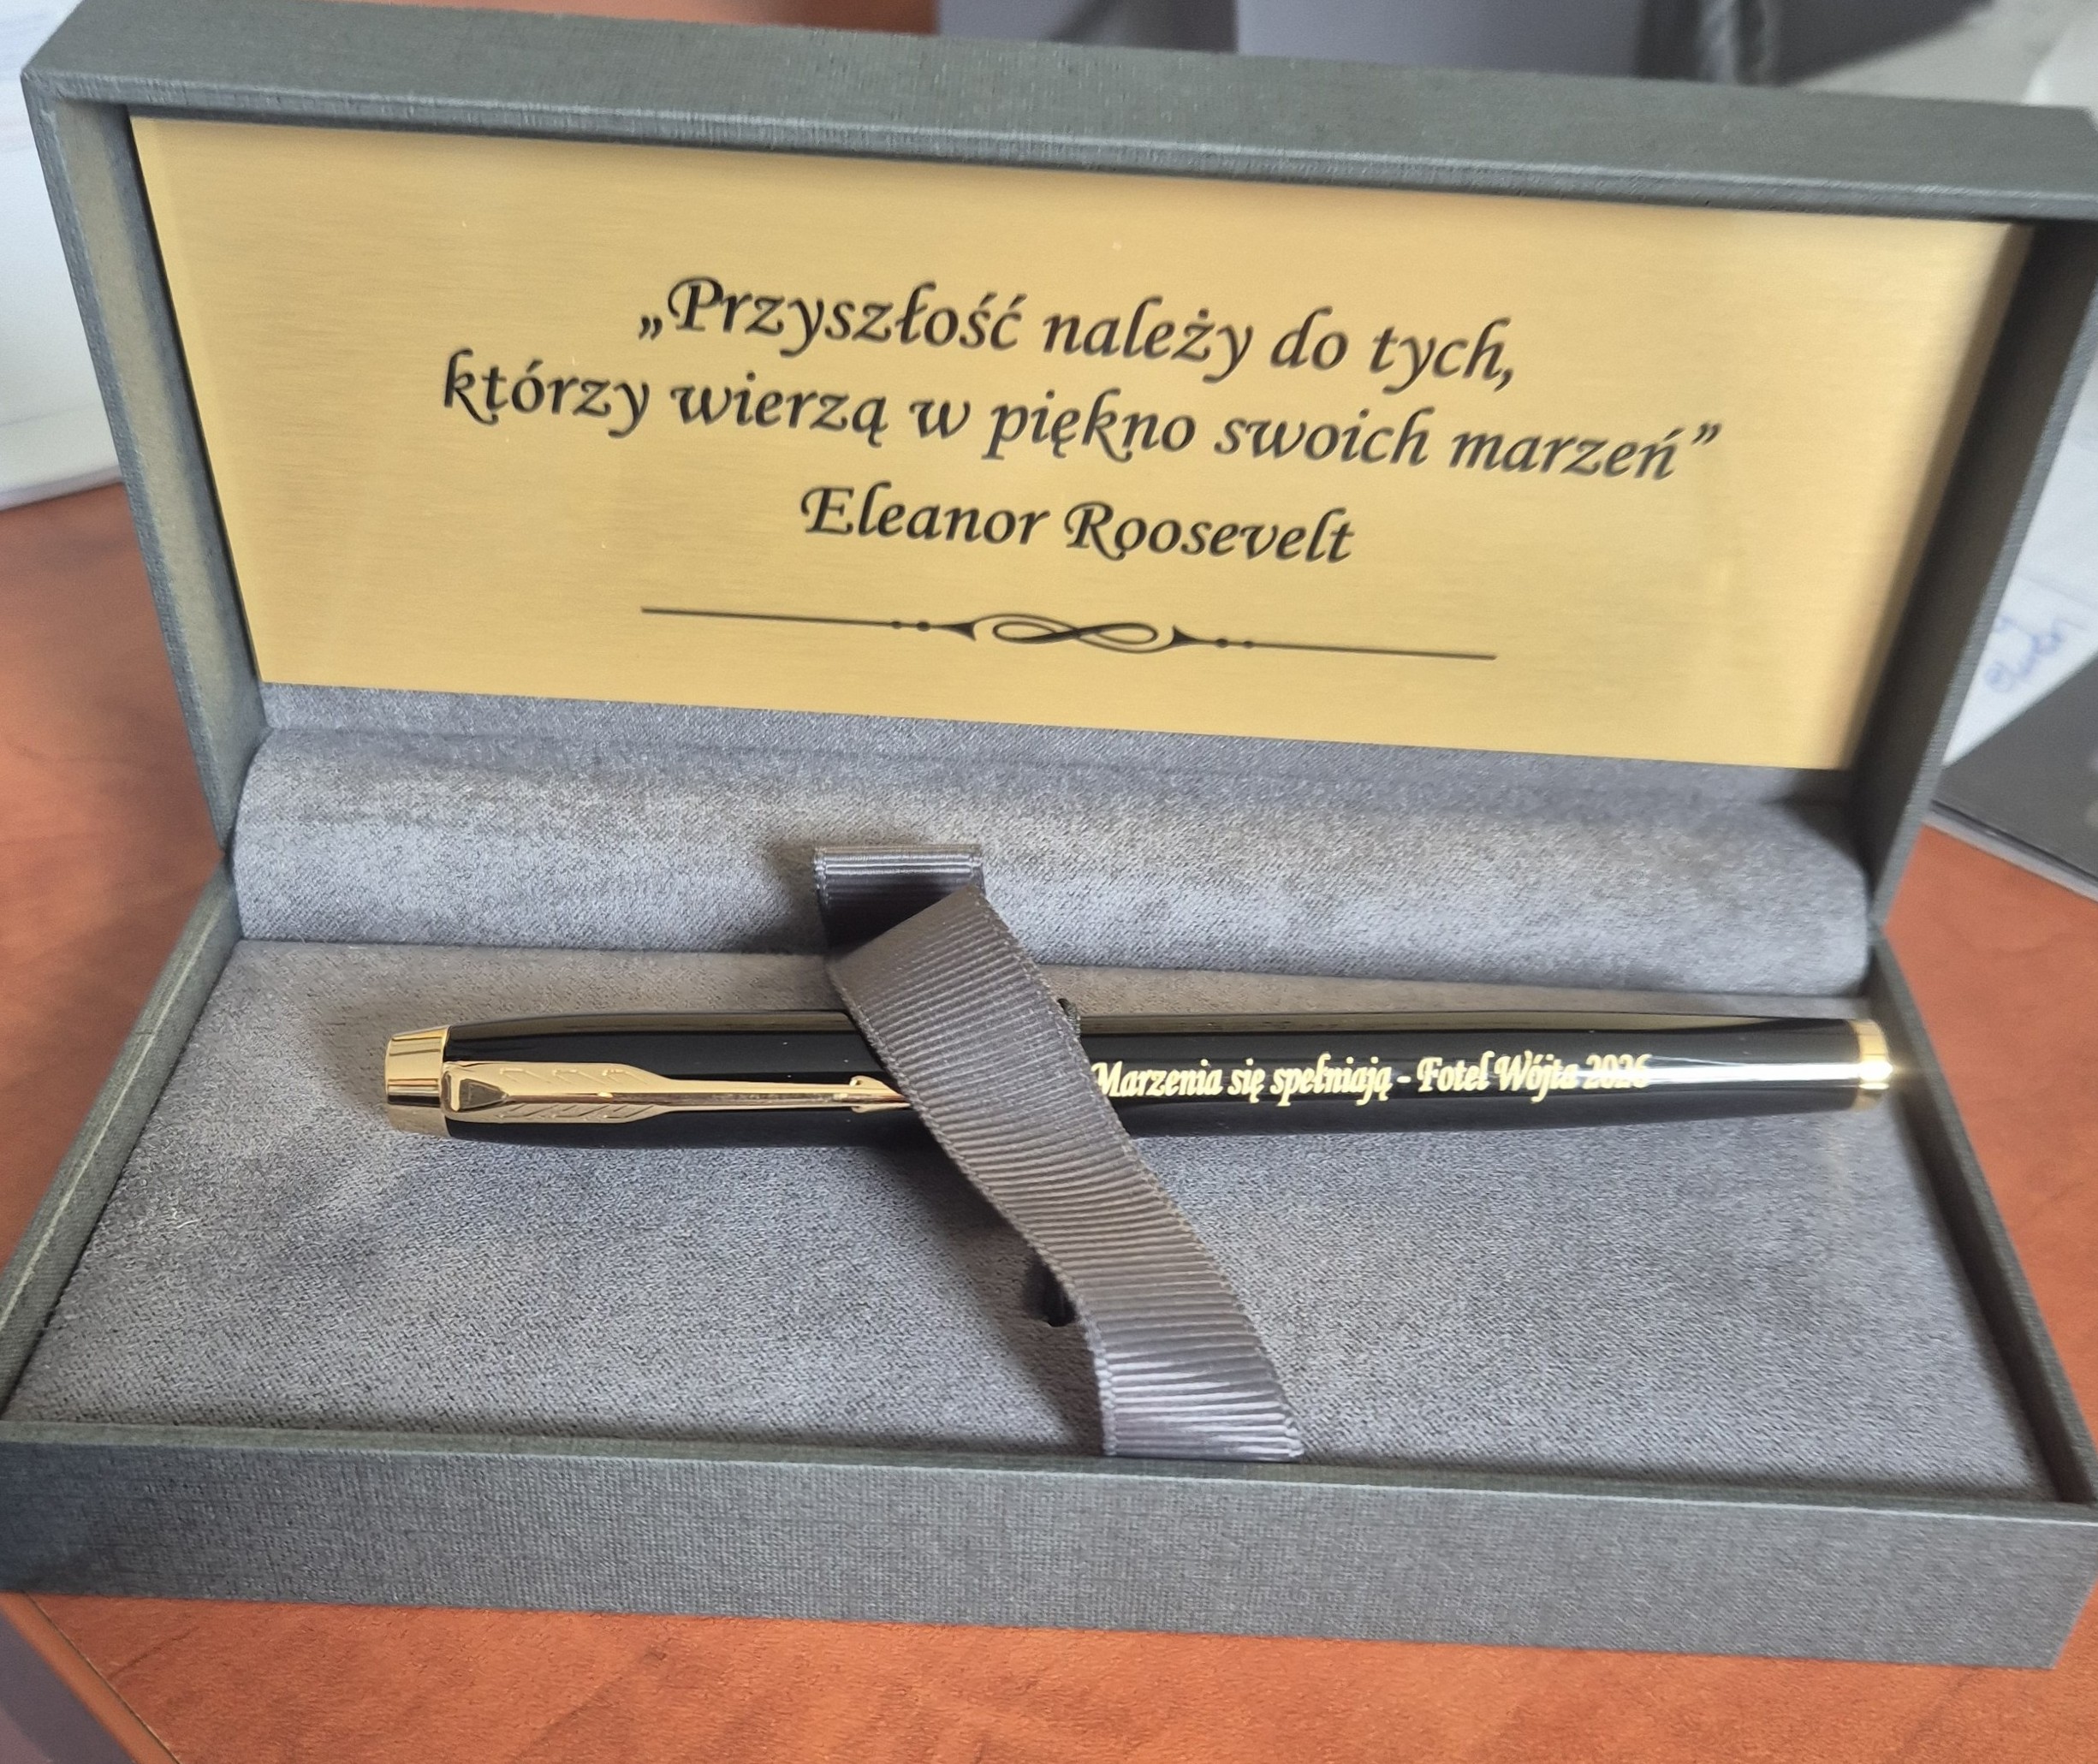 „Przyszłość należy do tych,
którzy wierzą w piękno swoich marzeń”
Eleanor Roosevelt
Marzenia się spełniają - Fotel Wójta 2026